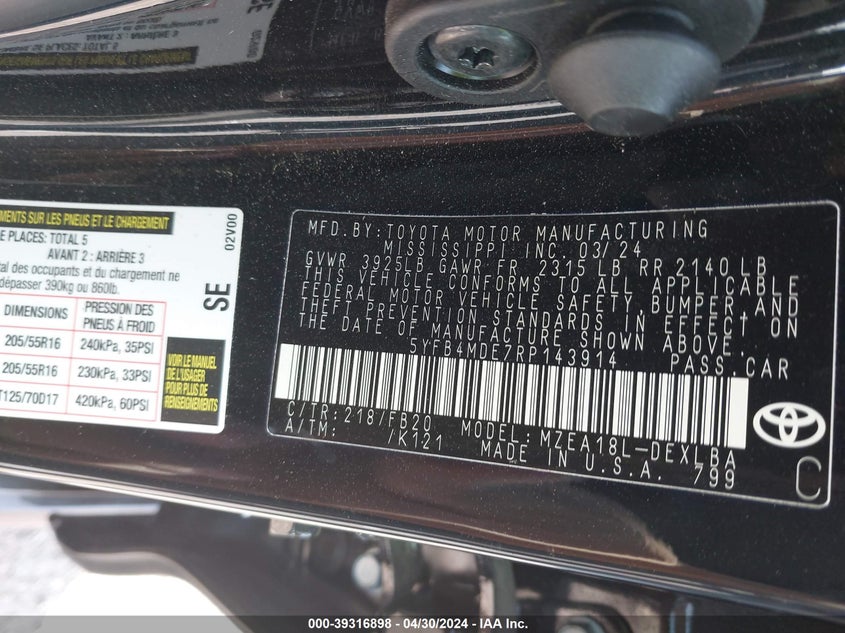 MENTS SUR LES PNEUS ET LE CHARGEMENT
E PLACES: TOTAL 5
AVANT 2 : ARRIÈRE 3
tal des occupants et du chargement ne
dépasser 390kg ou 860lb.
DIMENSIONS PRESSION DES PNEUS À FROID
205/55R16 240kPa, 35PSI
205/55R16 230kPa, 33PSI
T125/70D17 420kPa, 60PSI
VOIR LE MANUEL
DE L'USAGER
POUR PLUS DE
RENSEIGNEMENTS
02V00
SE
MFD.BY:TOYOTA MOTOR MANUFACTURING
MISSISSIPPI INC. 03/24
GVWR 3925LB GAWR FR 2315 LB RR 2140 LB
THIS VEHICLE CONFORMS TO ALL APPLICABLE
FEDERAL MOTOR VEHICLE SAFETY, BUMPER, AND
THEFT PREVENTION STANDARDS IN EFFECT ON
THE DATE OF MANUFACTURE SHOWN ABOVE.
5YFB4MDE7RP143914 PASS.CAR
C/TR:218/FB20 MODEL:MZEA18L-DEXLBA
A/TM: /K121 MADE IN U.S.A. 799
C
000-39316898 - 04/30/2024 - IAA Inc.